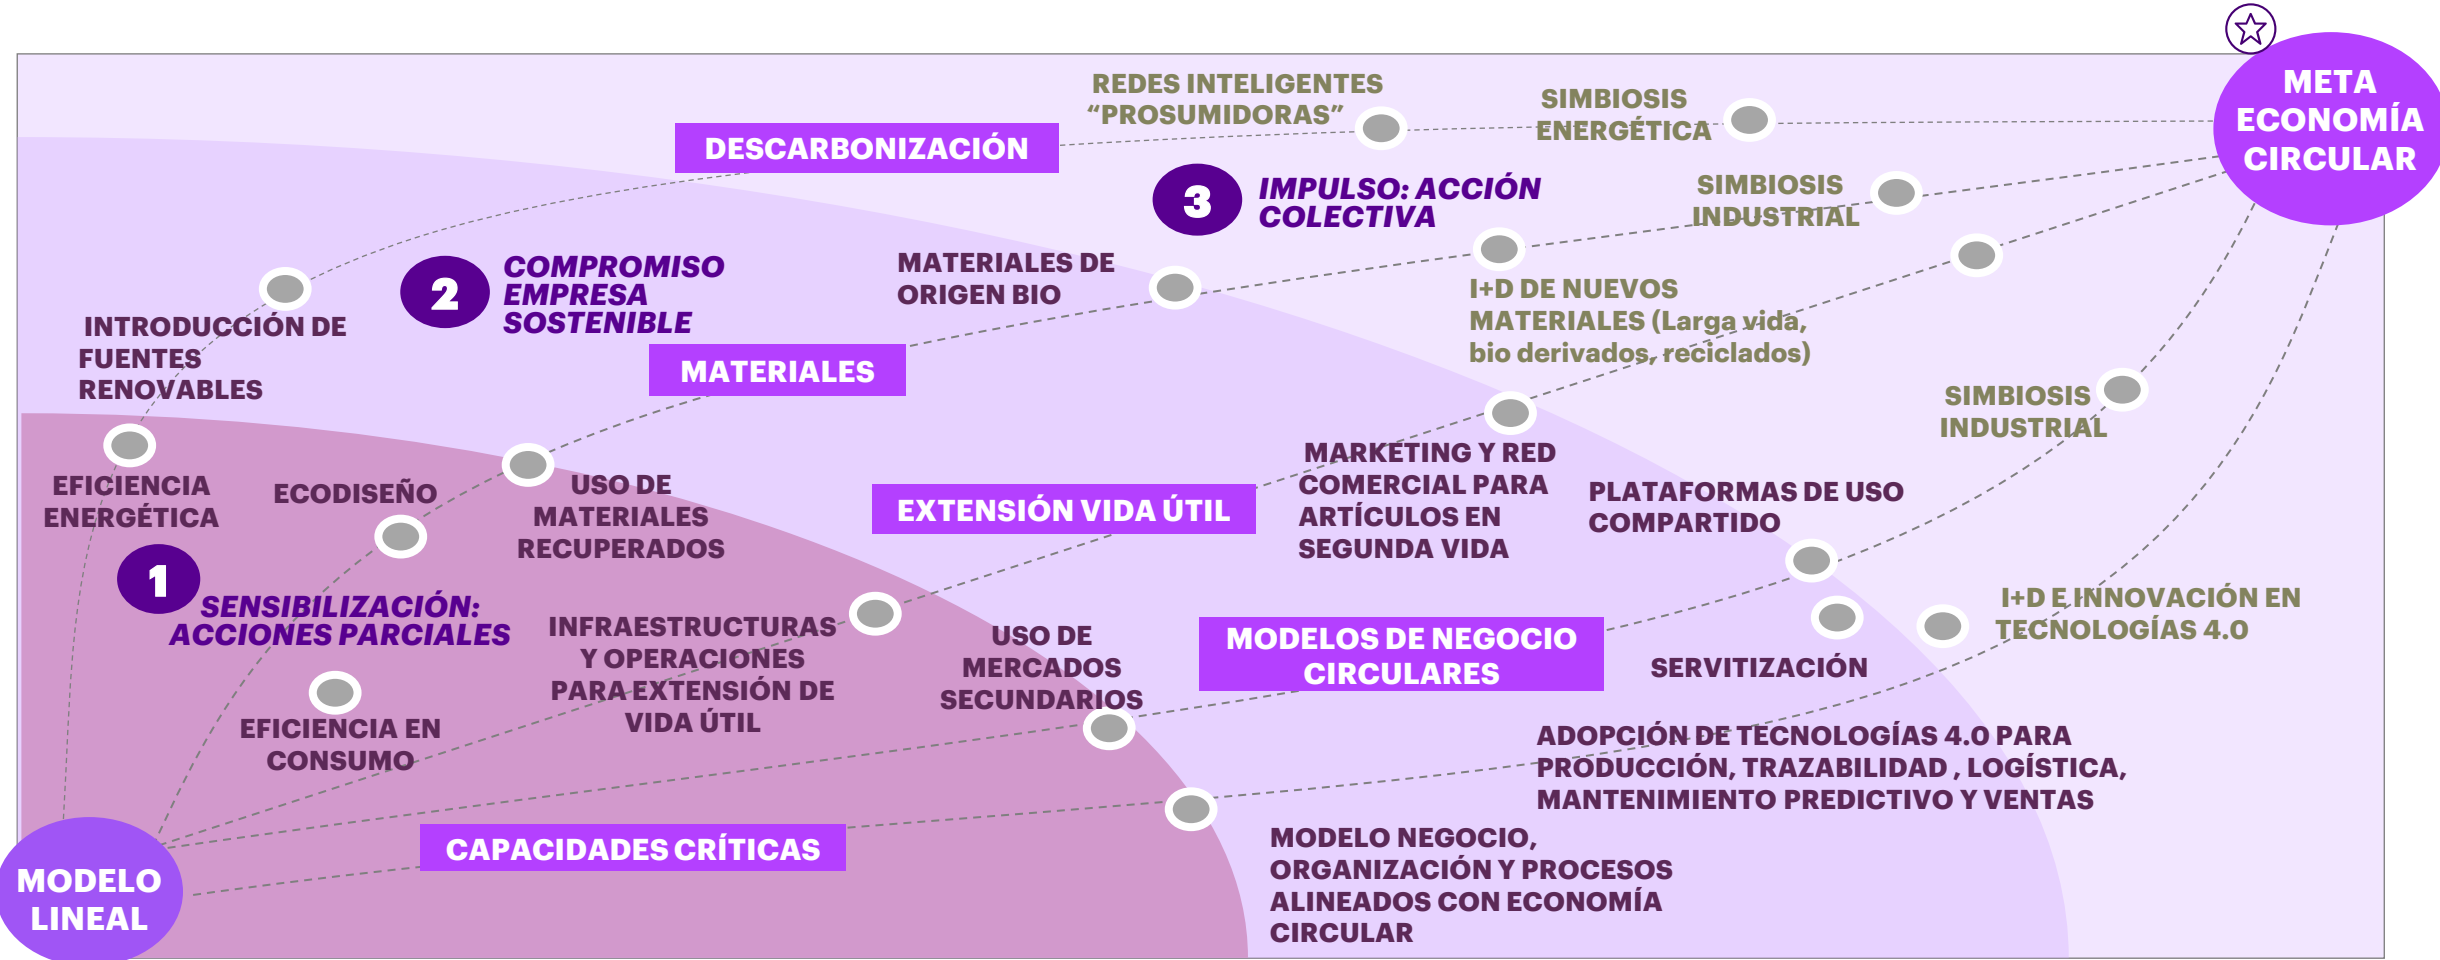 META
ECONOMÍA
CIRCULAR
REDES INTELIGENTES
“PROSUMIDORAS”
SIMBIOSIS
ENERGÉTICA
DESCARBONIZACIÓN
3
IMPULSO: ACCIÓN
COLECTIVA
SIMBIOSIS
INDUSTRIAL
2
COMPROMISO
EMPRESA
SOSTENIBLE
MATERIALES DE
ORIGEN BIO
I+D DE NUEVOS
MATERIALES (Larga vida,
bio derivados, reciclados)
INTRODUCCIÓN DE
FUENTES
RENOVABLES
MATERIALES
SIMBIOSIS
INDUSTRIAL
EFICIENCIA
ENERGÉTICA
ECODISEÑO
USO DE
MATERIALES
RECUPERADOS
EXTENSIÓN VIDA ÚTIL
MARKETING Y RED
COMERCIAL PARA
ARTÍCULOS EN
SEGUNDA VIDA
PLATAFORMAS DE USO
COMPARTIDO
1
SENSIBILIZACIÓN:
ACCIONES PARCIALES
INFRAESTRUCTURAS
Y OPERACIONES
PARA EXTENSIÓN DE
VIDA ÚTIL
USO DE
MERCADOS
SECUNDARIOS
MODELOS DE NEGOCIO
CIRCULARES
SERVITIZACIÓN
I+D E INNOVACIÓN EN
TECNOLOGÍAS 4.0
EFICIENCIA EN
CONSUMO
ADOPCIÓN DE TECNOLOGÍAS 4.0 PARA
PRODUCCIÓN, TRAZABILIDAD , LOGÍSTICA,
MANTENIMIENTO PREDICTIVO Y VENTAS
CAPACIDADES CRÍTICAS
MODELO NEGOCIO,
ORGANIZACIÓN Y PROCESOS
ALINEADOS CON ECONOMÍA
CIRCULAR
MODELO
LINEAL